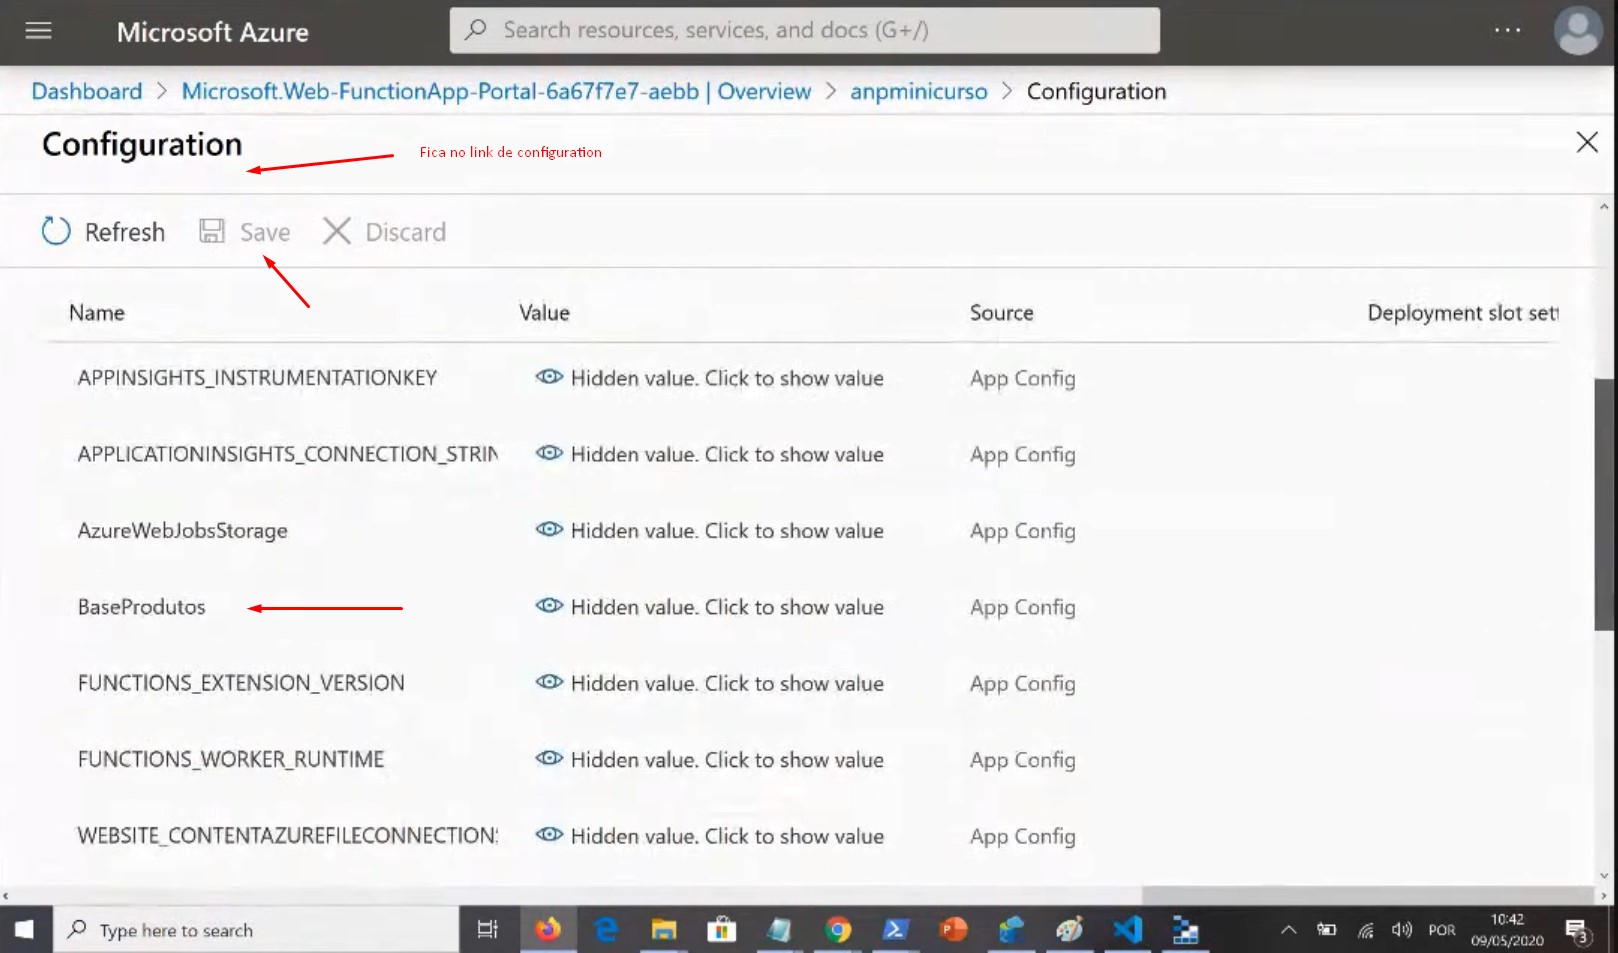 Microsoft Azure
Search resources, services, and docs (G+/)
Dashboard > Microsoft.Web-FunctionApp-Portal-6a67f7e7-aebb | Overview > anpminicurso > Configuration
Configuration
Fica no link de configuration
Refresh Save Discard
Name Value Source Deployment slot sett
APPINSIGHTS_INSTRUMENTATIONKEY Hidden value. Click to show value App Config
APPLICATIONINSIGHTS_CONNECTION_STRIN Hidden value. Click to show value App Config
AzureWebJobsStorage Hidden value. Click to show value App Config
BaseProdutos Hidden value. Click to show value App Config
FUNCTIONS_EXTENSION_VERSION Hidden value. Click to show value App Config
FUNCTIONS_WORKER_RUNTIME Hidden value. Click to show value App Config
WEBSITE_CONTENTAZUREFILECONNECTIONS Hidden value. Click to show value App Config
Type here to search
POR
10:42
09/05/2020
3